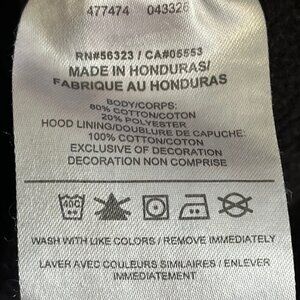 477474 043326
RN#56323 / CA#05553
MADE IN HONDURAS/
FABRIQUE AU HONDURAS
BODY/CORPS:
80% COTTON/COTON
20% POLYESTER
HOOD LINING/DOUBLURE DE CAPUCHE:
100% COTTON/COTON
EXCLUSIVE OF DECORATION
DECORATION NON COMPRISE
40C
WASH WITH LIKE COLORS / REMOVE IMMEDIATELY
LAVER AVEC COULEURS SIMILAIRES / ENLEVER
IMMEDIATEMENT